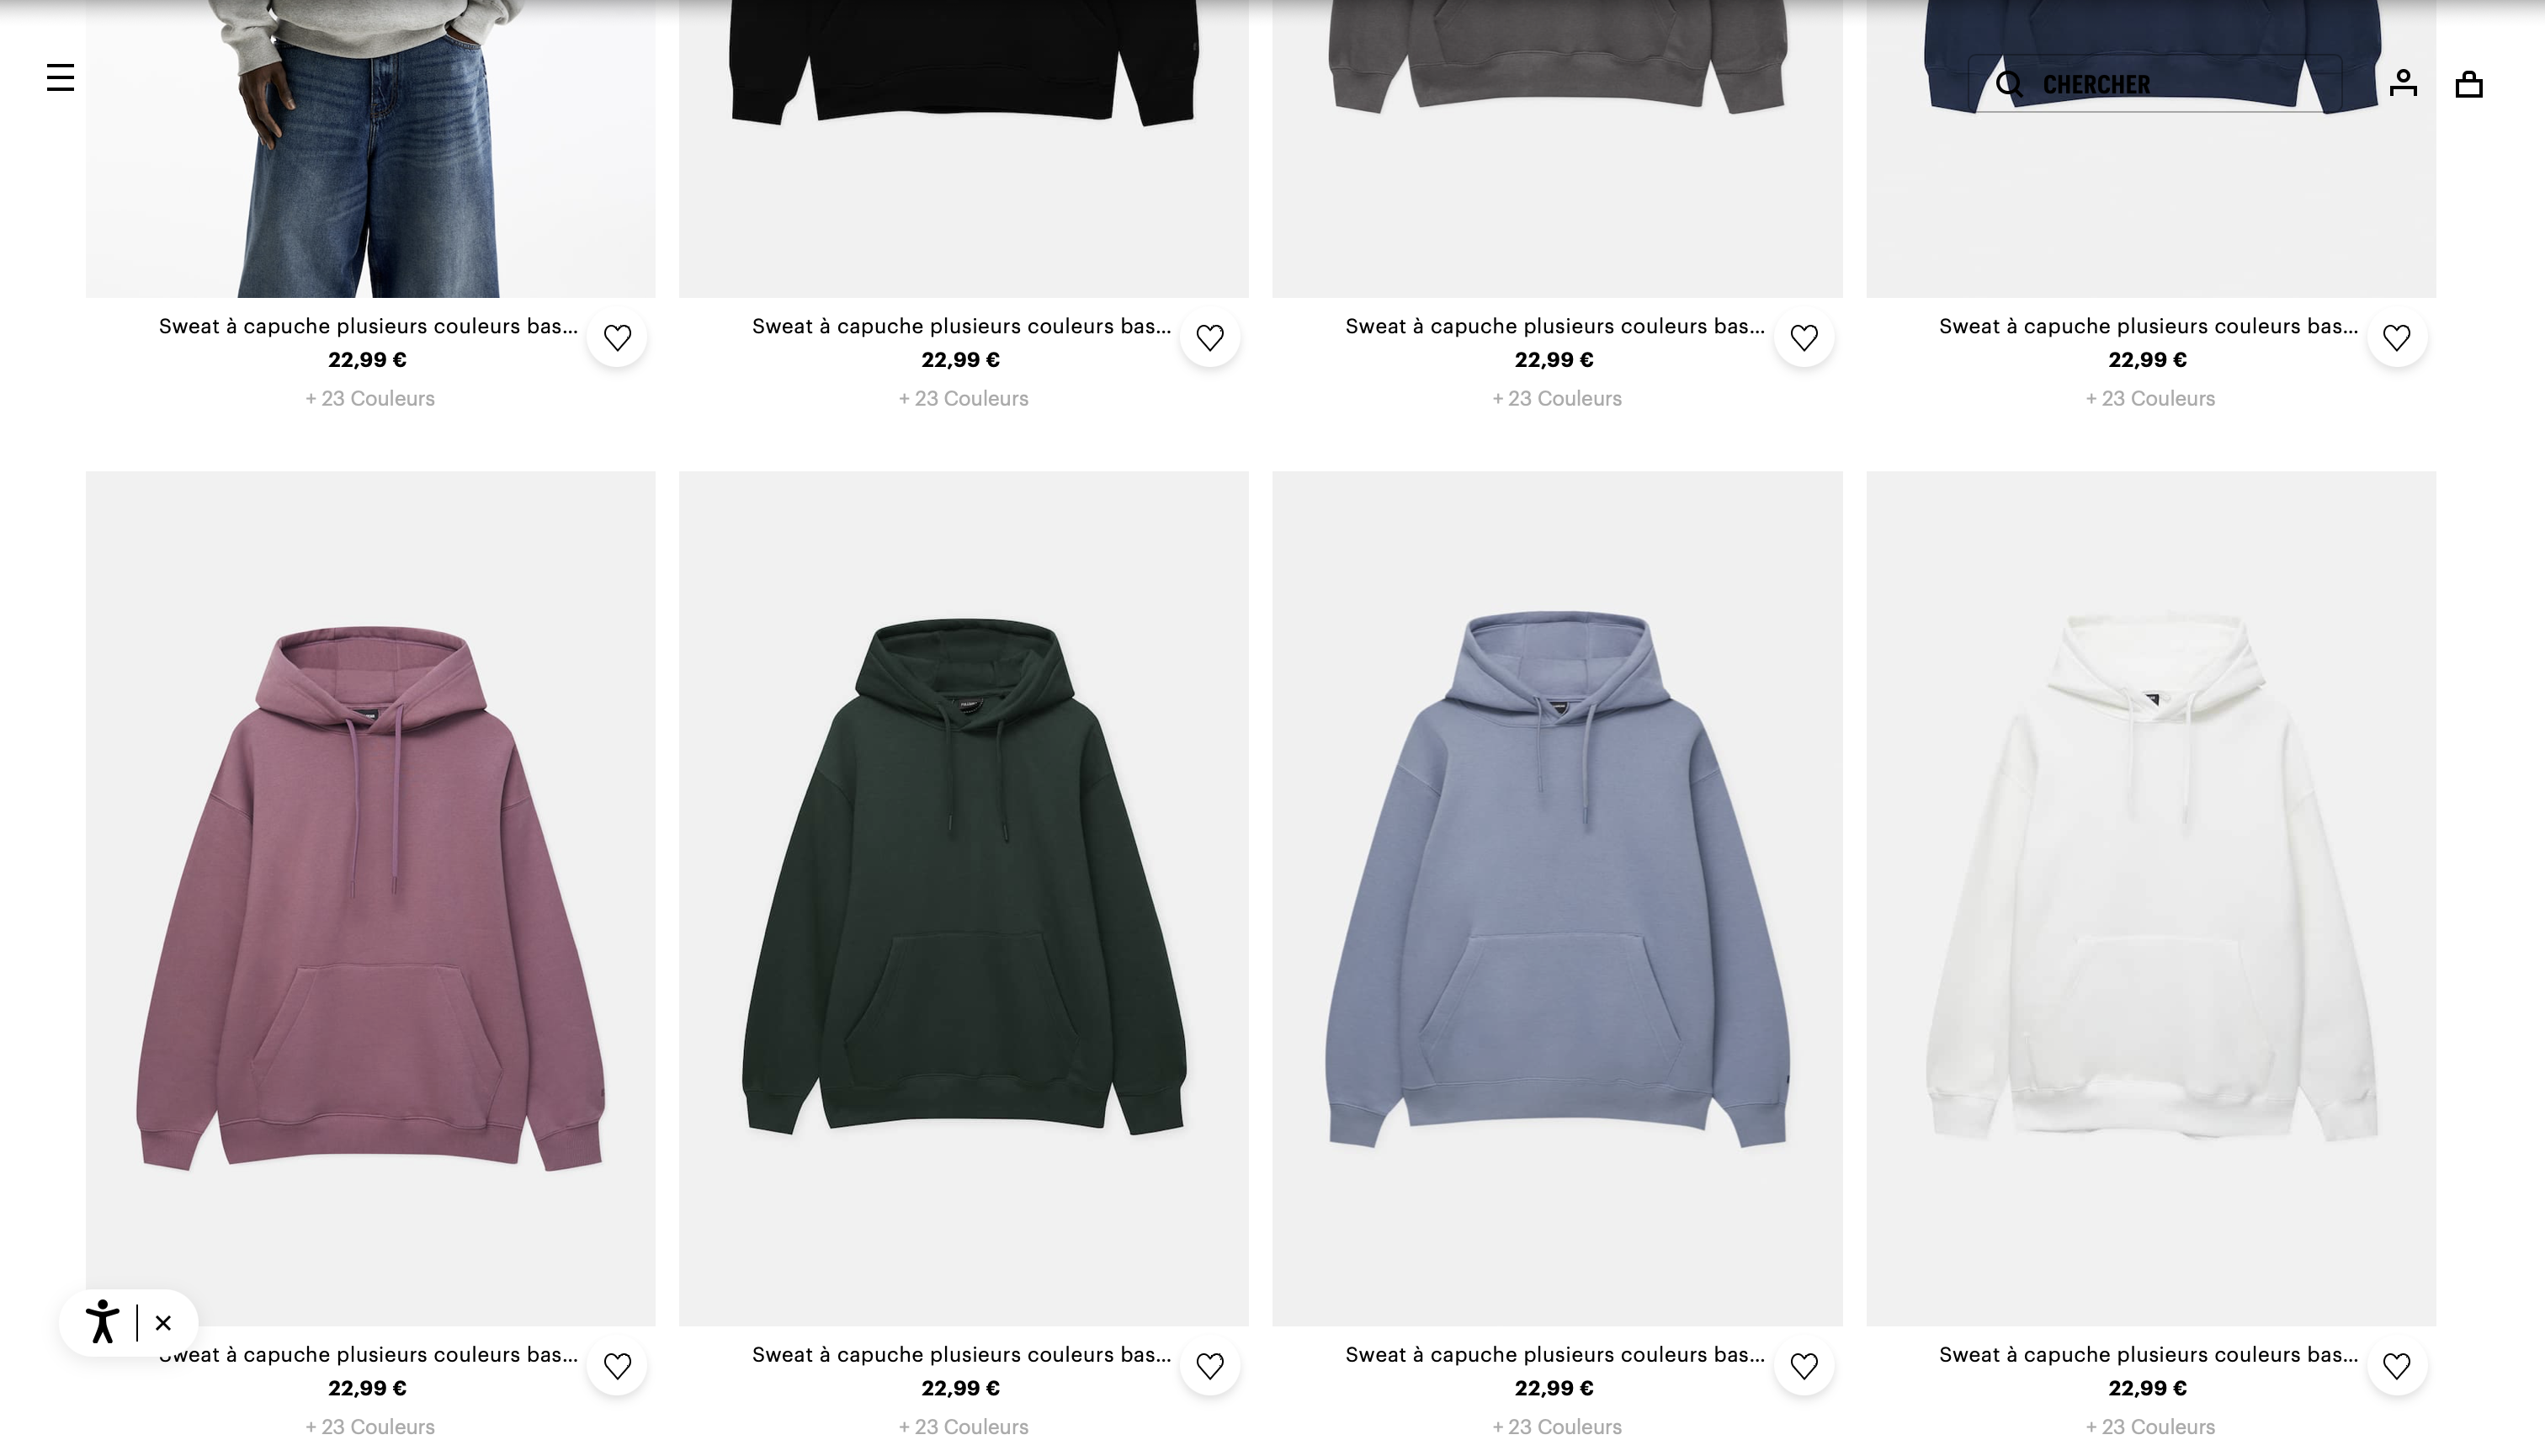 CHERCHER
Sweat à capuche plusieurs couleurs bas...
22,99 €
+ 23 Couleurs
Sweat à capuche plusieurs couleurs bas...
22,99 €
+ 23 Couleurs
Sweat à capuche plusieurs couleurs bas...
22,99 €
+ 23 Couleurs
Sweat à capuche plusieurs couleurs bas...
22,99 €
+ 23 Couleurs
Sweat à capuche plusieurs couleurs bas...
22,99 €
+ 23 Couleurs
Sweat à capuche plusieurs couleurs bas...
22,99 €
+ 23 Couleurs
Sweat à capuche plusieurs couleurs bas...
22,99 €
+ 23 Couleurs
Sweat à capuche plusieurs couleurs bas...
22,99 €
+ 23 Couleurs